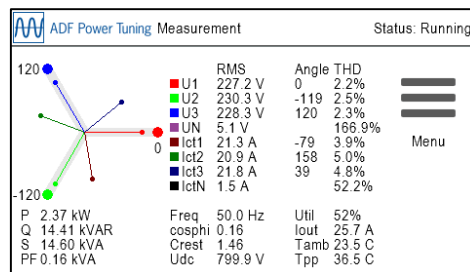 ADF Power Tuning Measurement Status: Running
RMS Angle THD
120 U1 227.2 V 0 2.2%
U2 230.3 V -119 2.5%
U3 228.3 V 120 2.3%
UN 5.1 V 166.9%
0 Ict1 21.3 A -79 3.9% Menu
Ict2 20.9 A 158 5.0%
Ict3 21.8 A 39 4.8%
-120 IctN 1.5 A 52.2%
P 2.37 kW Freq 50.0 Hz Util 52%
Q 14.41 kVAR cosphi 0.16 Iout 25.7 A
S 14.60 kVA Crest 1.46 Tamb 23.5 C
PF 0.16 kVA Udc 799.9 V Tpp 36.5 C